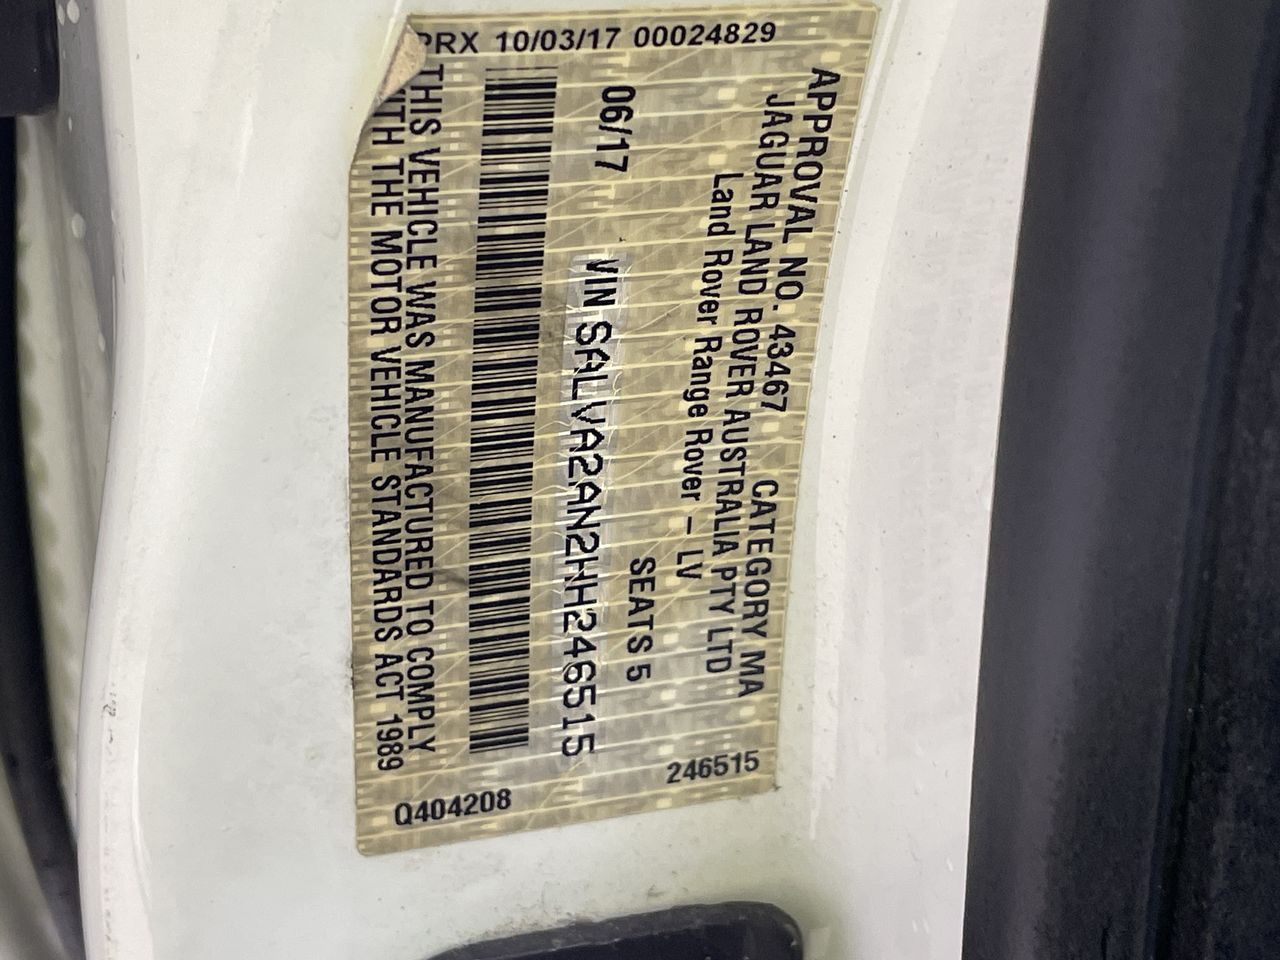 APPROVAL NO. 43467 CATEGORY MA
JAGUAR LAND ROVER AUSTRALIA PTY LTD
Land Rover Range Rover – LV
06/17 SEATS 5
VIN SALVA2AN2HH246515
THIS VEHICLE WAS MANUFACTURED TO COMPLY
WITH THE MOTOR VEHICLE STANDARDS ACT 1989
PRX 10/03/17 00024829
246515
Q404208